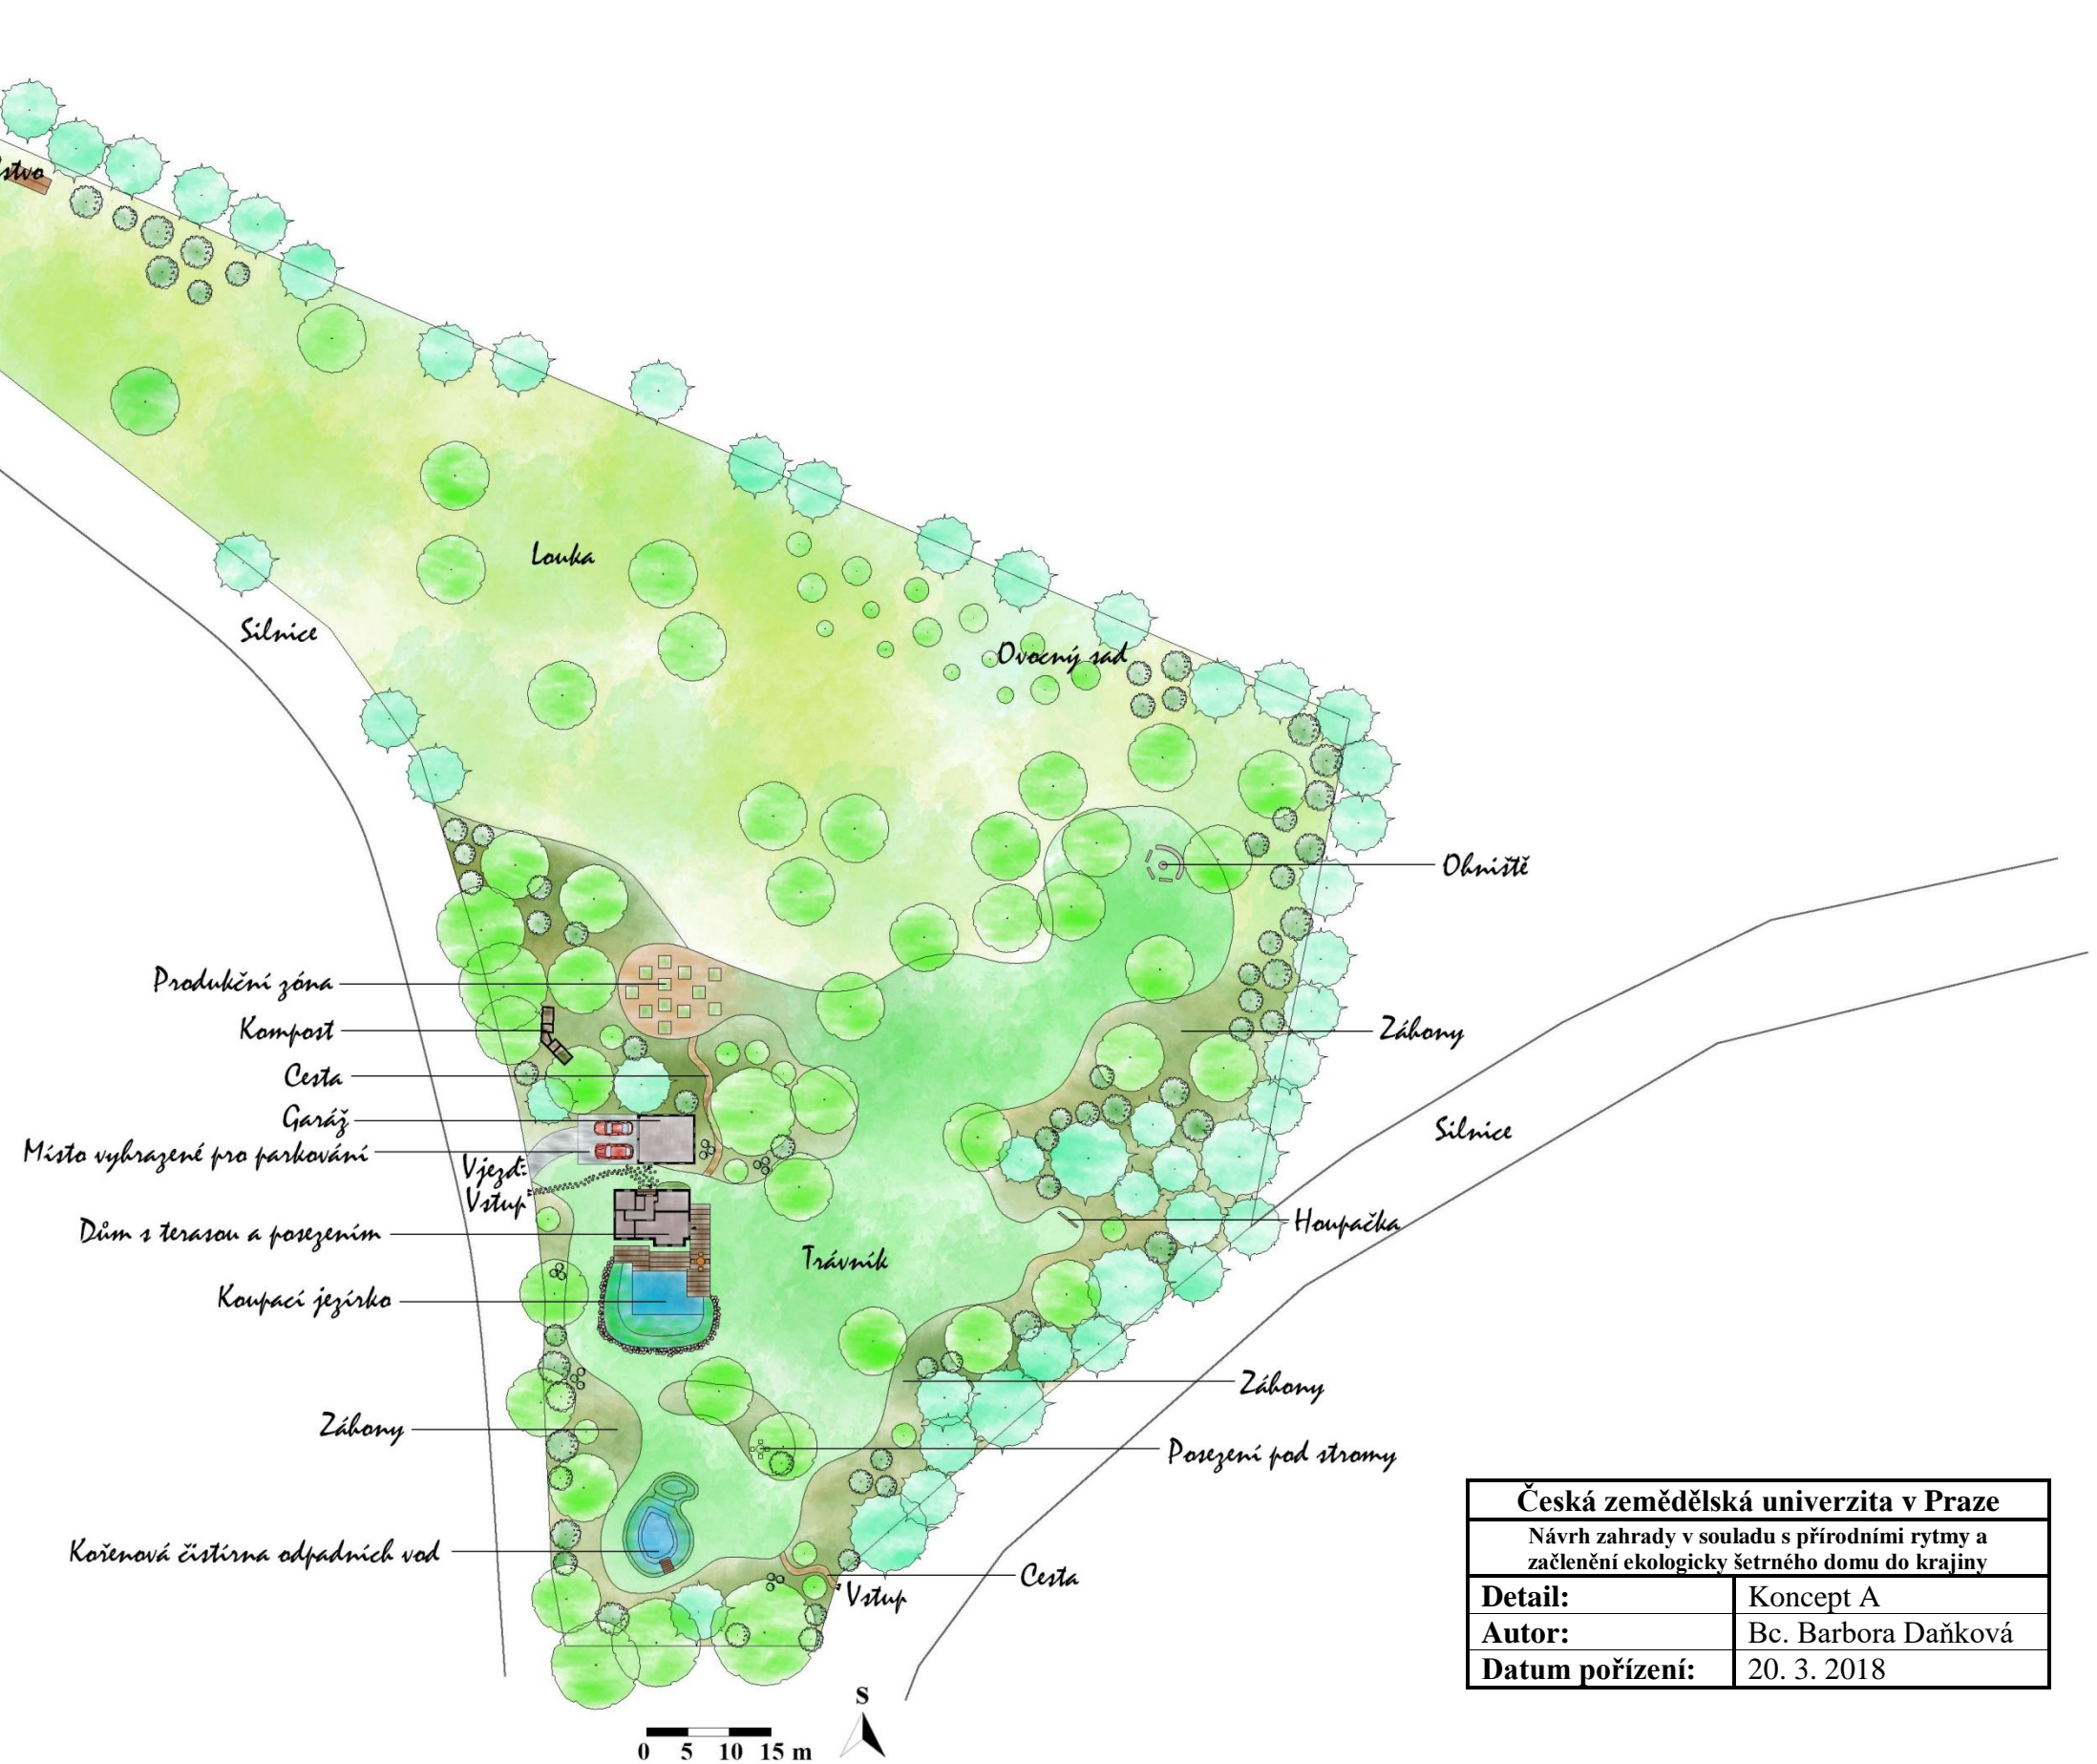 Louka
Silnice
Ovocný sad
Ohniště
Produkční zóna
Kompost
Záhony
Cesta
Garáž
Silnice
Místo vyhrazené pro parkování
Vjezd:
Vstup
Houpačka
Dům s terasou a posezením
Trávník
Koupací jezírko
Záhony
Záhony
Posezení pod stromy
Kořenová čistírna odpadních vod
Cesta
Vstup
Česká zemědělská univerzita v Praze
Návrh zahrady v souladu s přírodními rytmy a
začlenění ekologicky šetrného domu do krajiny
Detail: Koncept A
Autor: Bc. Barbora Daňková
Datum pořízení: 20. 3. 2018
S
0 5 10 15 m